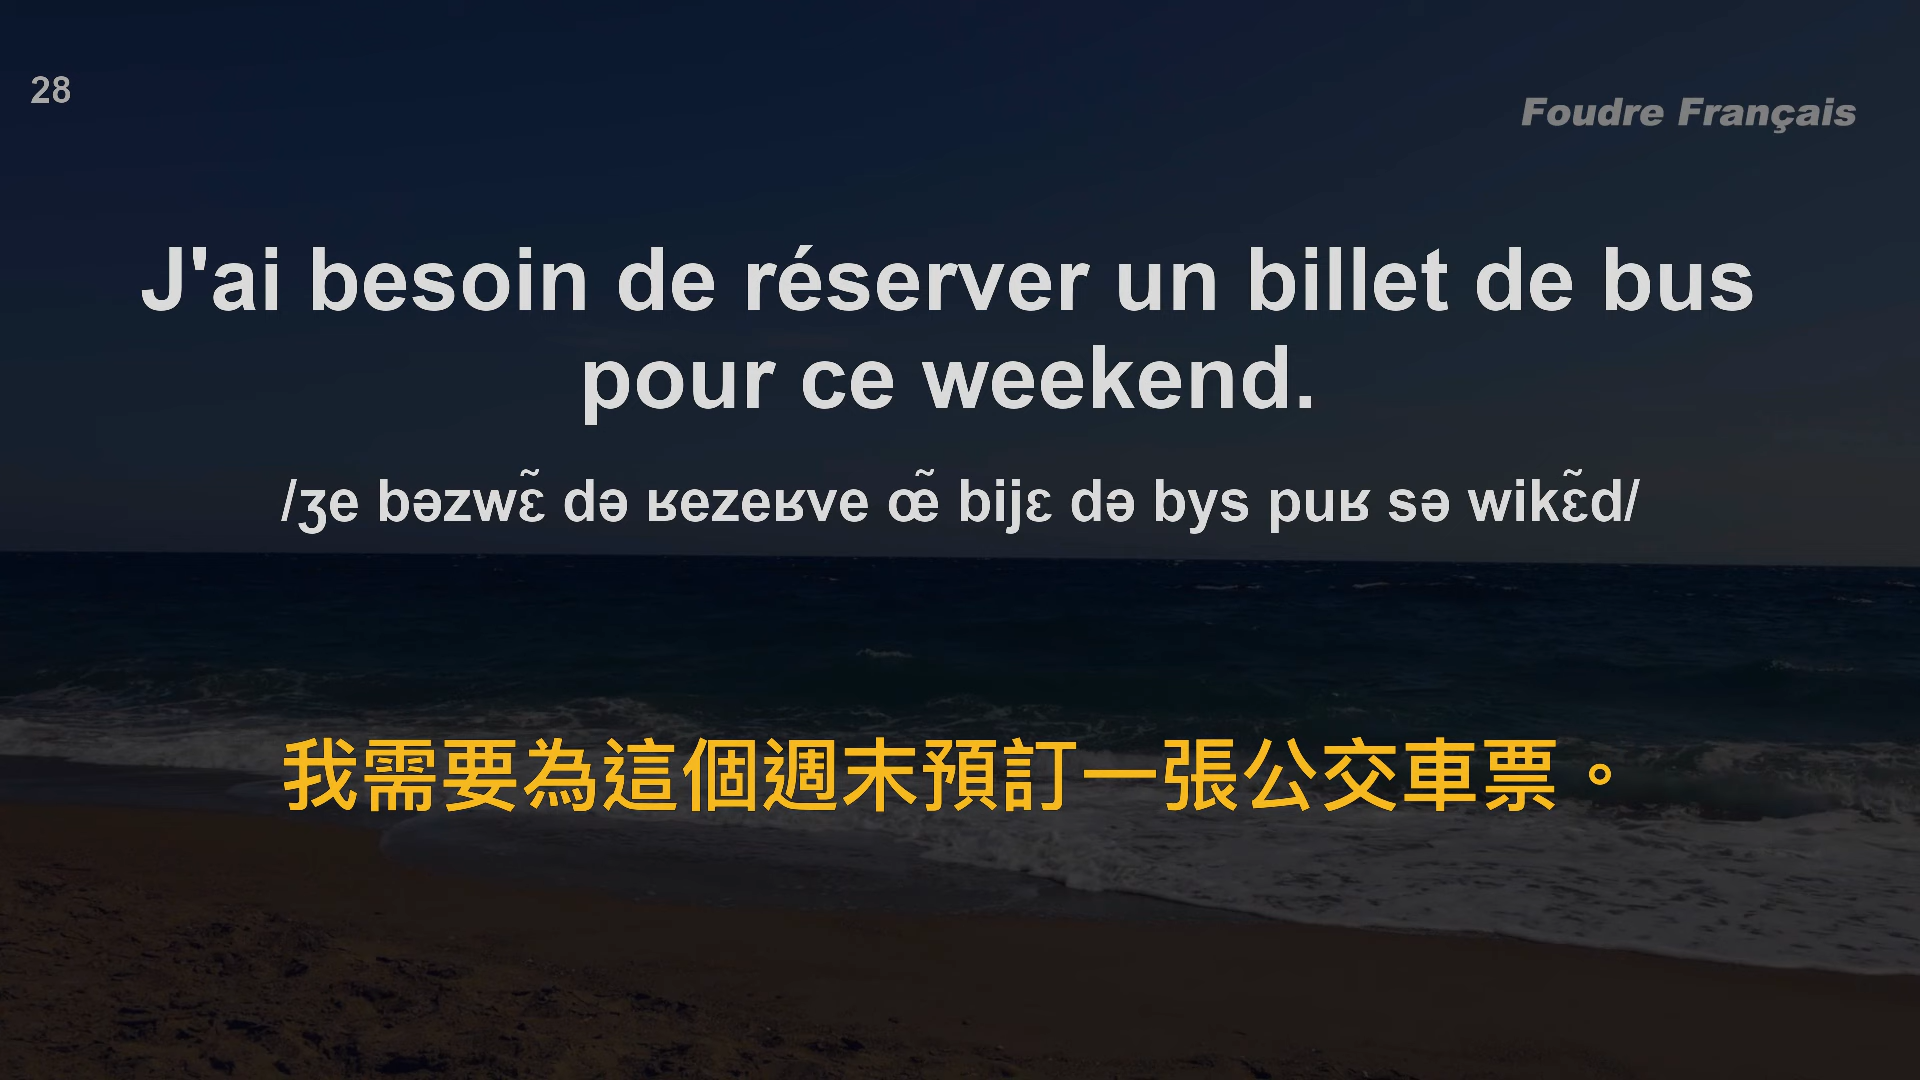 28
Foudre Français
J'ai besoin de réserver un billet de bus
pour ce weekend.
/ʒe bəzwɛ̃ də ʁezeʁve œ̃ bijɛ də bys puʁ sə wikɛ̃d/
我需要為這個週末預訂一張公交車票。